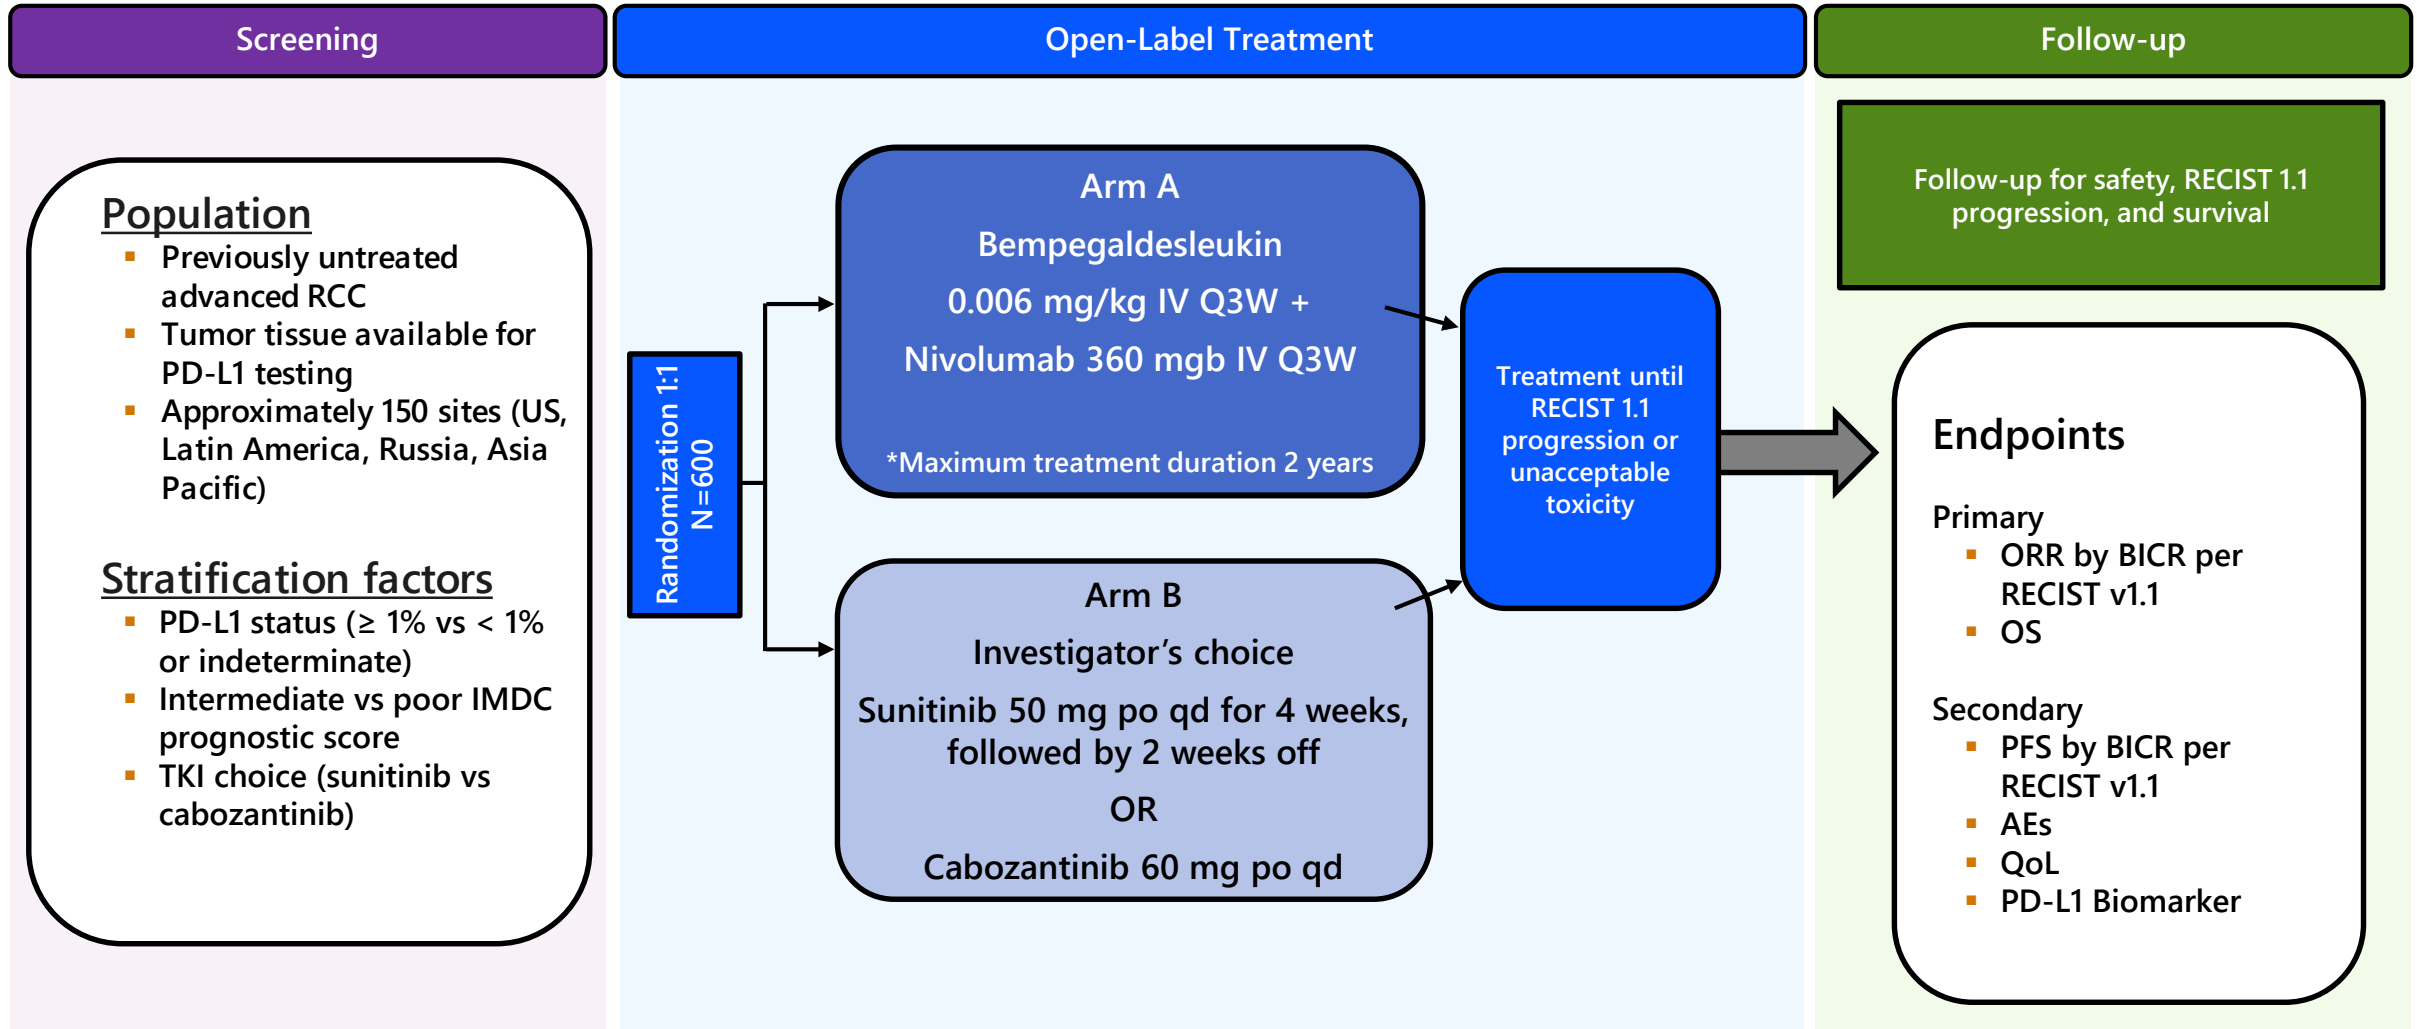 Screening
Population
▪ Previously untreated
advanced RCC
▪ Tumor tissue available for
PD-L1 testing
▪ Approximately 150 sites (US,
Latin America, Russia, Asia
Pacific)
Stratification factors
▪ PD-L1 status (≥ 1% vs < 1%
or indeterminate)
▪ Intermediate vs poor IMDC
prognostic score
▪ TKI choice (sunitinib vs
cabozantinib)
Open-Label Treatment
Randomization 1:1
N=600
Arm A
Bempegaldesleukin
0.006 mg/kg IV Q3W +
Nivolumab 360 mgb IV Q3W
*Maximum treatment duration 2 years
Arm B
Investigator’s choice
Sunitinib 50 mg po qd for 4 weeks,
followed by 2 weeks off
OR
Cabozantinib 60 mg po qd
Treatment until
RECIST 1.1
progression or
unacceptable
toxicity
Follow-up
Follow-up for safety, RECIST 1.1
progression, and survival
Endpoints
Primary
▪ ORR by BICR per
RECIST v1.1
▪ OS
Secondary
▪ PFS by BICR per
RECIST v1.1
▪ AEs
▪ QoL
▪ PD-L1 Biomarker